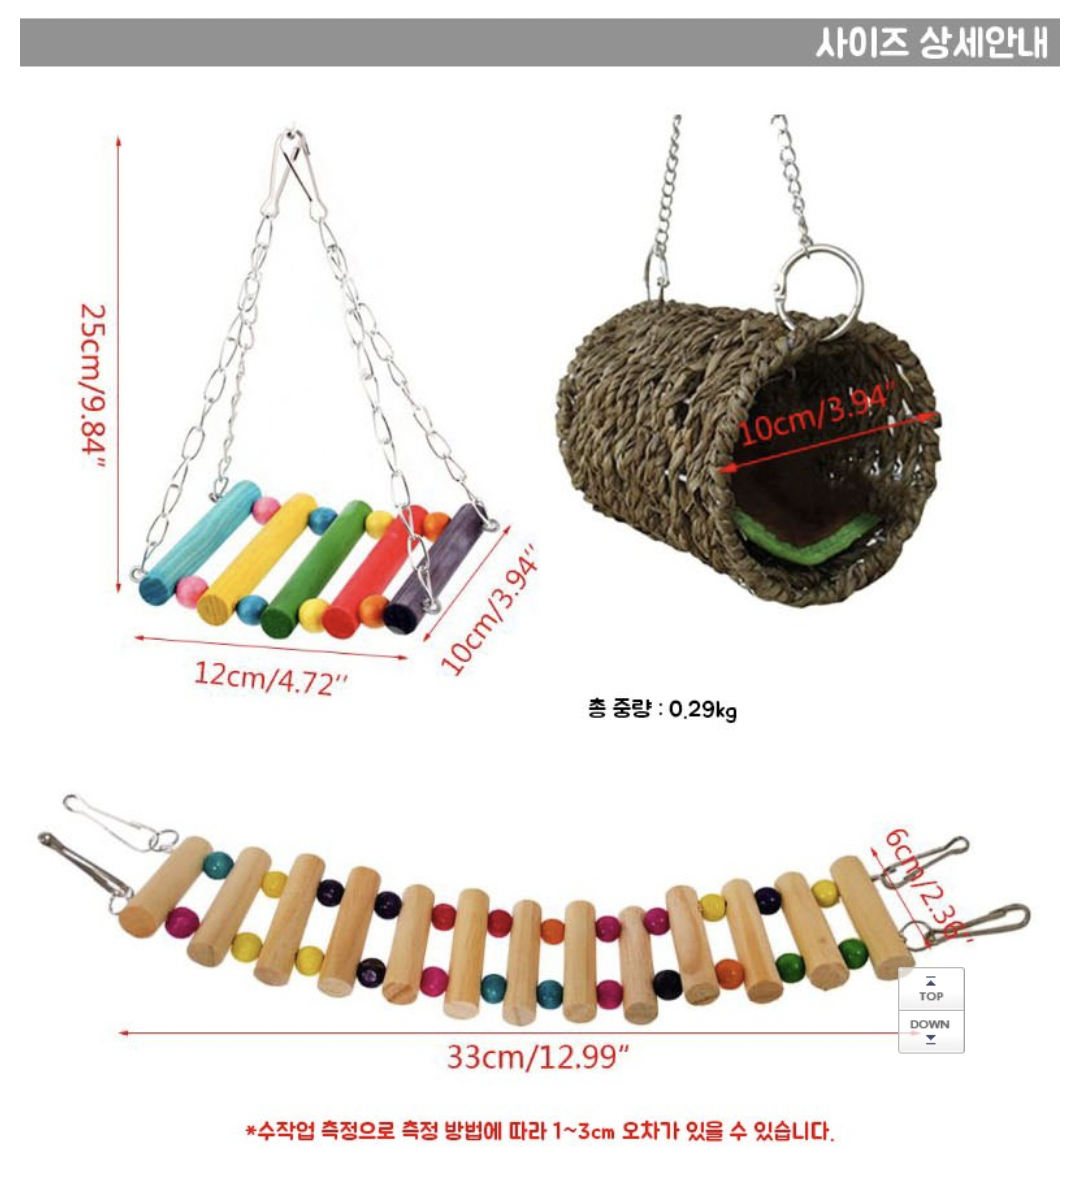 사이즈 상세안내
25cm/9.84"
10cm/3.94"
10cm/3.94"
12cm/4.72"
총 중량 : 0.29kg
6cm/2.36"
TOP
DOWN
33cm/12.99"
*수작업 측정으로 측정 방법에 따라 1~3cm 오차가 있을 수 있습니다.